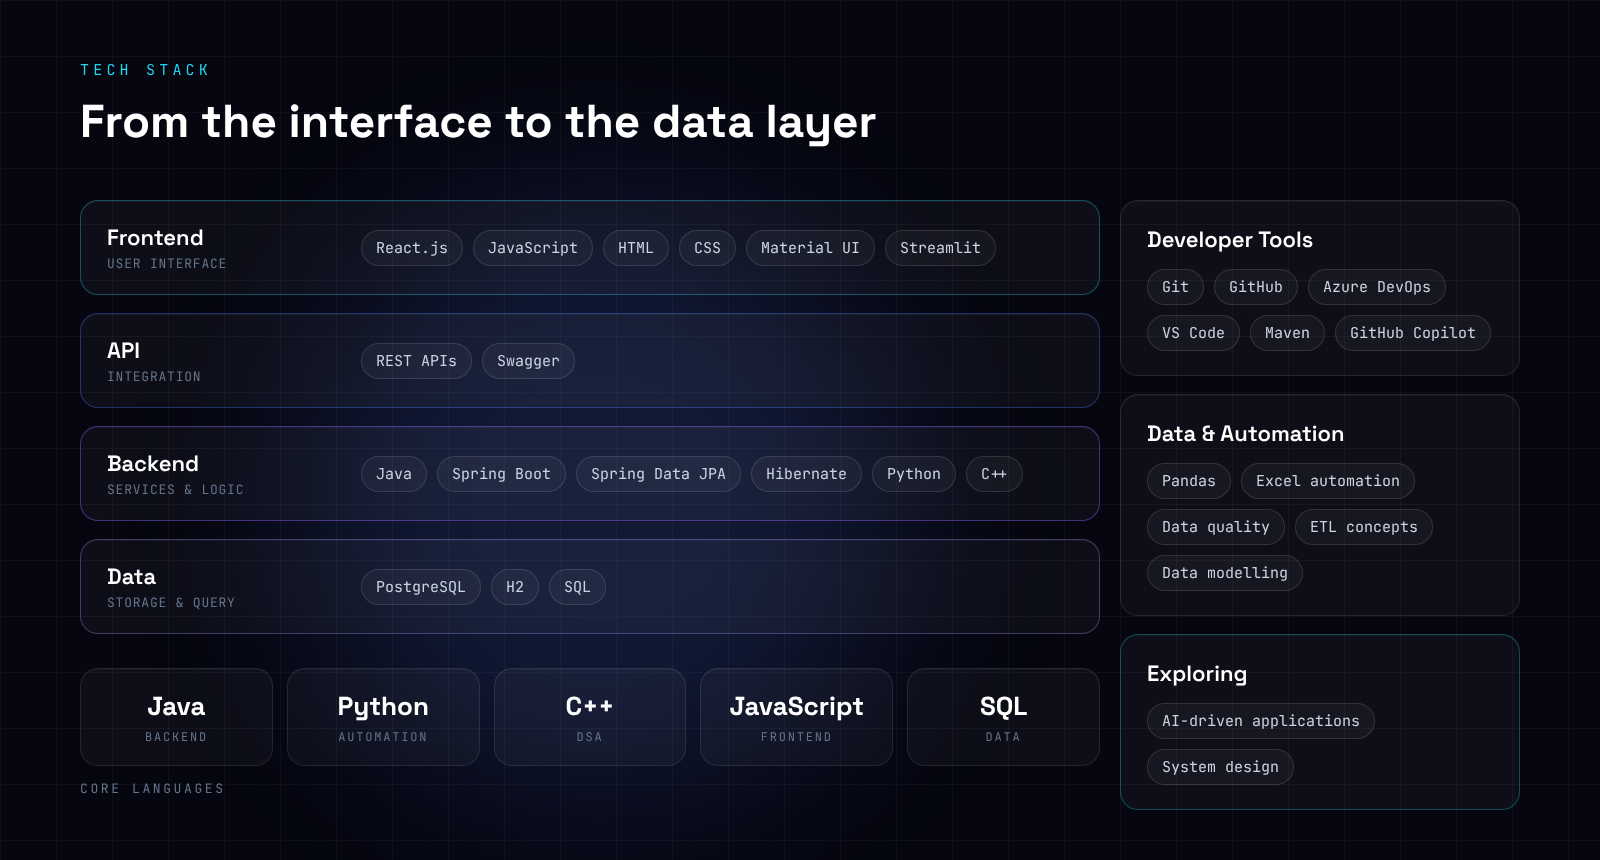 TECH STACK
From the interface to the data layer
Frontend
USER INTERFACE
React.js JavaScript HTML CSS Material UI Streamlit
API
INTEGRATION
REST APIs Swagger
Backend
SERVICES & LOGIC
Java Spring Boot Spring Data JPA Hibernate Python C++
Data
STORAGE & QUERY
PostgreSQL H2 SQL
Java
BACKEND
Python
AUTOMATION
C++
DSA
JavaScript
FRONTEND
SQL
DATA
CORE LANGUAGES
Developer Tools
Git GitHub Azure DevOps
VS Code Maven GitHub Copilot
Data & Automation
Pandas Excel automation
Data quality ETL concepts
Data modelling
Exploring
AI-driven applications
System design